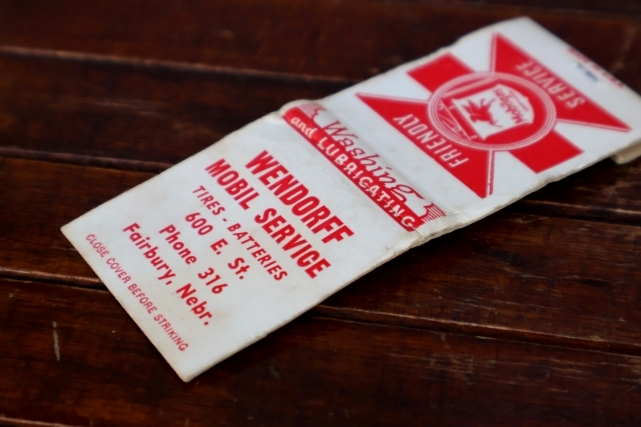 FRIENDLY
SERVICE
Mobilgas
Washing
and LUBRICATING
WENDORFF
MOBIL SERVICE
TIRES - BATTERIES
600 E. St.
Phone 316
Fairbury, Nebr.
CLOSE COVER BEFORE STRIKING